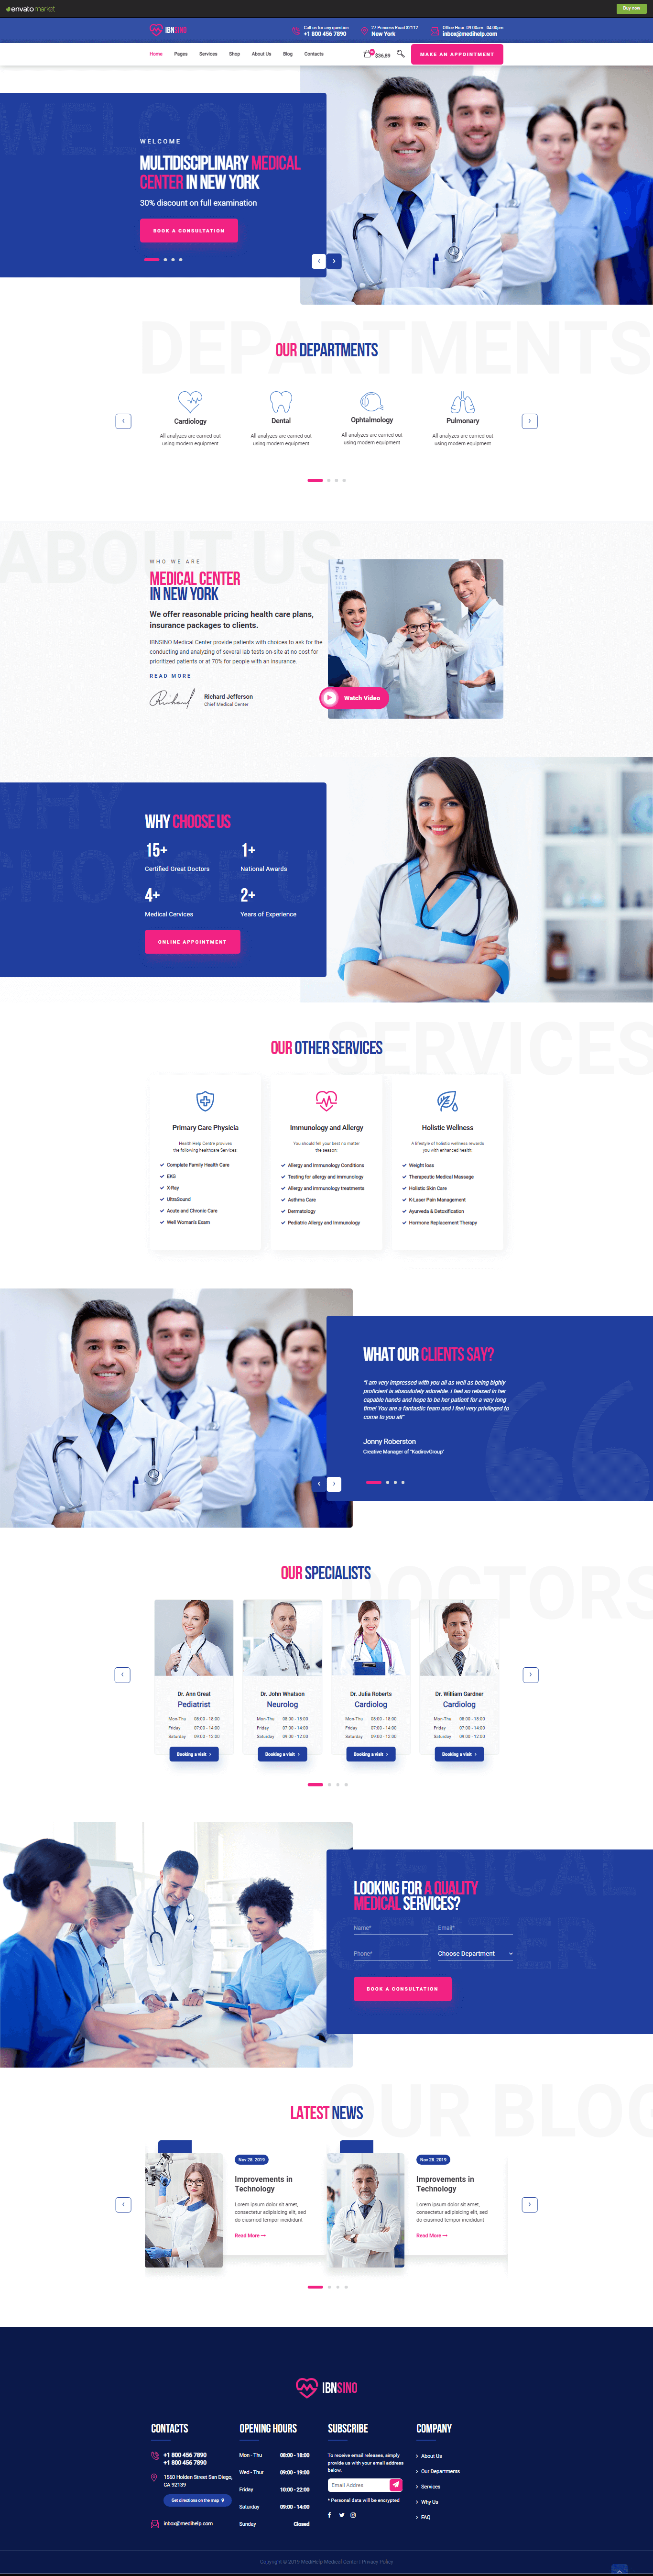 envatomarket
Buy now
IBNSINO
Call us for any question
+1 800 456 7890
27 Princess Road 32112
New York
Office Hour: 09:00am - 04:00pm
inbox@medihelp.com
Home
Pages
Services
Shop
About Us
Blog
Contacts
$36,89
MAKE AN APPOINTMENT
WELCOME
WELCOME
MULTIDISCIPLINARY MEDICAL
CENTER IN NEW YORK
30% discount on full examination
BOOK A CONSULTATION
DEPARTMENTS
OUR DEPARTMENTS
Cardiology
All analyzes are carried out
using modern equipment
Dental
All analyzes are carried out
using modern equipment
Ophtalmology
All analyzes are carried out
using modern equipment
Pulmonary
All analyzes are carried out
using modern equipment
ABOUT US
WHO WE ARE
MEDICAL CENTER
IN NEW YORK
We offer reasonable pricing health care plans,
insurance packages to clients.
IBNSINO Medical Center provide patients with choices to ask for the
conducting and analyzing of several lab tests on-site at no cost for
prioritized patients or at 70% for people with an insurance.
READ MORE
Richard Jefferson
Chief Medical Center
Watch Video
WHY
CHOOSE U
WHY CHOOSE US
15+
Certified Great Doctors
1+
National Awards
4+
Medical Cervices
2+
Years of Experience
ONLINE APPOINTMENT
SERVICES
OUR OTHER SERVICES
Primary Care Physicia
Health Help Centre provives
the following healthcare Services:
Complete Family Health Care
EKG
X-Ray
UltraSound
Acute and Chronic Care
Well Woman's Exam
Immunology and Allergy
You should fell your best no matter
the season:
Allergy and Immunology Conditions
Testing for allergy and immunology
Allergy and immunology treatments
Asthma Care
Dermatology
Pediatric Allergy and Immunology
Holistic Wellness
A lifestyle of holistic wellness rewards
you with enhanced health:
Weight loss
Therapeutic Medical Massage
Holistic Skin Care
K-Laser Pain Management
Ayurveda & Detoxification
Hormone Replacement Therapy
WHAT OUR CLIENTS SAY?
"I am very impressed with you all as well as being highly
proficient is absoulutely adoreble. i feel so relaxed in her
capable hands and hope to be her patient for a very long
time! You are a fantastic team and I feel very privileged to
come to you all"
Jonny Roberston
Creative Manager of "KadirovGroup"
DOCTORS
OUR SPECIALISTS
Dr. Ann Great
Pediatrist
Mon-Thu 08:00 - 18:00
Friday 07:00 - 14:00
Saturday 09:00 - 12:00
Booking a visit
Dr. John Whatson
Neurolog
Mon-Thu 08:00 - 18:00
Friday 07:00 - 14:00
Saturday 09:00 - 12:00
Booking a visit
Dr. Julia Roberts
Cardiolog
Mon-Thu 08:00 - 18:00
Friday 07:00 - 14:00
Saturday 09:00 - 12:00
Booking a visit
Dr. William Gardner
Cardiolog
Mon-Thu 08:00 - 18:00
Friday 07:00 - 14:00
Saturday 09:00 - 12:00
Booking a visit
MEDICAL
CENTER
LOOKING FOR A QUALITY
MEDICAL SERVICES?
Name*
Email*
Phone*
Choose Department
BOOK A CONSULTATION
OUR BLOG
LATEST NEWS
Nov 28. 2019
Improvements in
Technology
Lorem ipsum dolor sit amet,
consectetur adipisicing elit, sed
do eiusmod tempor incididunt
Read More
Nov 28. 2019
Improvements in
Technology
Lorem ipsum dolor sit amet,
consectetur adipisicing elit, sed
do eiusmod tempor incididunt
Read More
IBNSINO
CONTACTS
+1 800 456 7890
+1 800 456 7890
1560 Holden Street San Diego,
CA 92139
Get directions on the map
inbox@medihelp.com
OPENING HOURS
Mon - Thu 08:00 - 18:00
Wed - Thur 09:00 - 19:00
Friday 10:00 - 22:00
Saturday 09:00 - 14:00
Sunday Closed
SUBSCRIBE
To receive email releases, simply
provide us with your email address
below.
Email Addres
* Personal data will be encrypted
COMPANY
About Us
Our Departments
Services
Why Us
FAQ
Copyright © 2019 MediHelp Medical Center | Privacy Policy